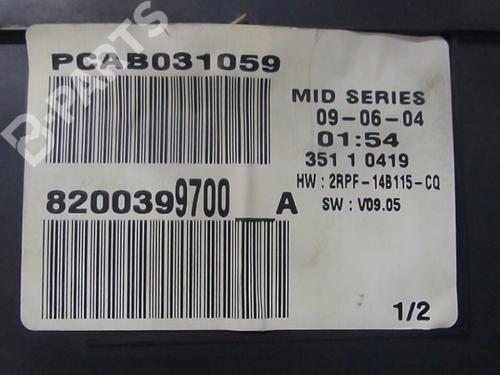 PCAB031059
MID SERIES
09-06-04
01:54
351 1 0419
HW : 2RPF-14B115-CQ
SW : V09.05
8200399700__A
1/2
B-PARTS